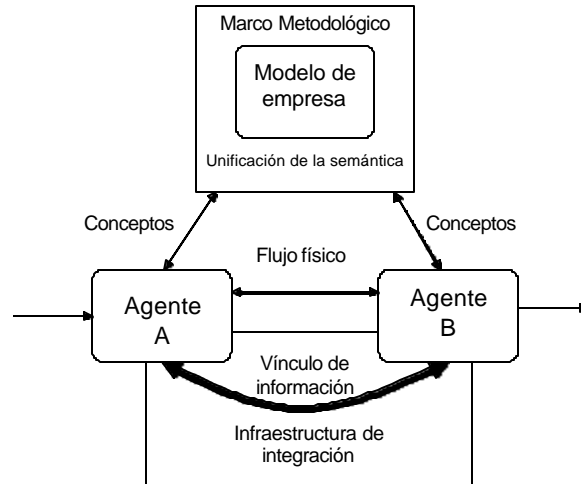 Marco Metodológico
Modelo de
empresa
Unificación de la semántica
Conceptos
Conceptos
Flujo físico
Agente
A
Agente
B
Vínculo de
información
Infraestructura de
integración